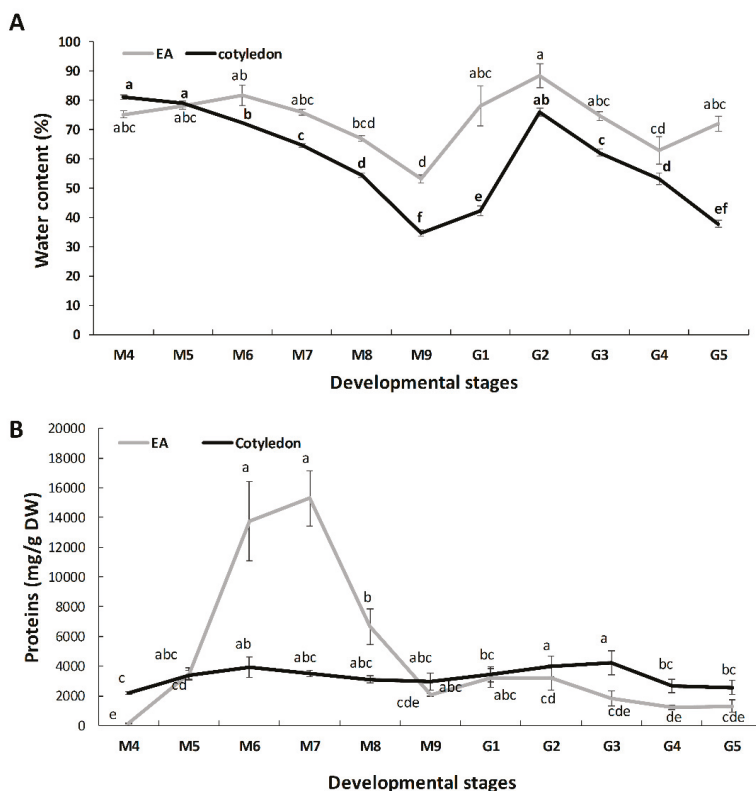 A
EA cotyledon
100
90
80
70
60
50
40
30
20
10
0
Water content (%)
a a ab abc abc a abc abc
abc abc b c bcd d ab c cd
d d ef
f e
M4 M5 M6 M7 M8 M9 G1 G2 G3 G4 G5
Developmental stages
B
EA Cotyledon
20000
18000
16000
14000
12000
10000
8000
6000
4000
2000
0
Proteins (mg/g DW)
a a
b
abc ab abc abc abc bc a a bc bc
c cd abc abc cd
e cde cde de cde
M4 M5 M6 M7 M8 M9 G1 G2 G3 G4 G5
Developmental stages